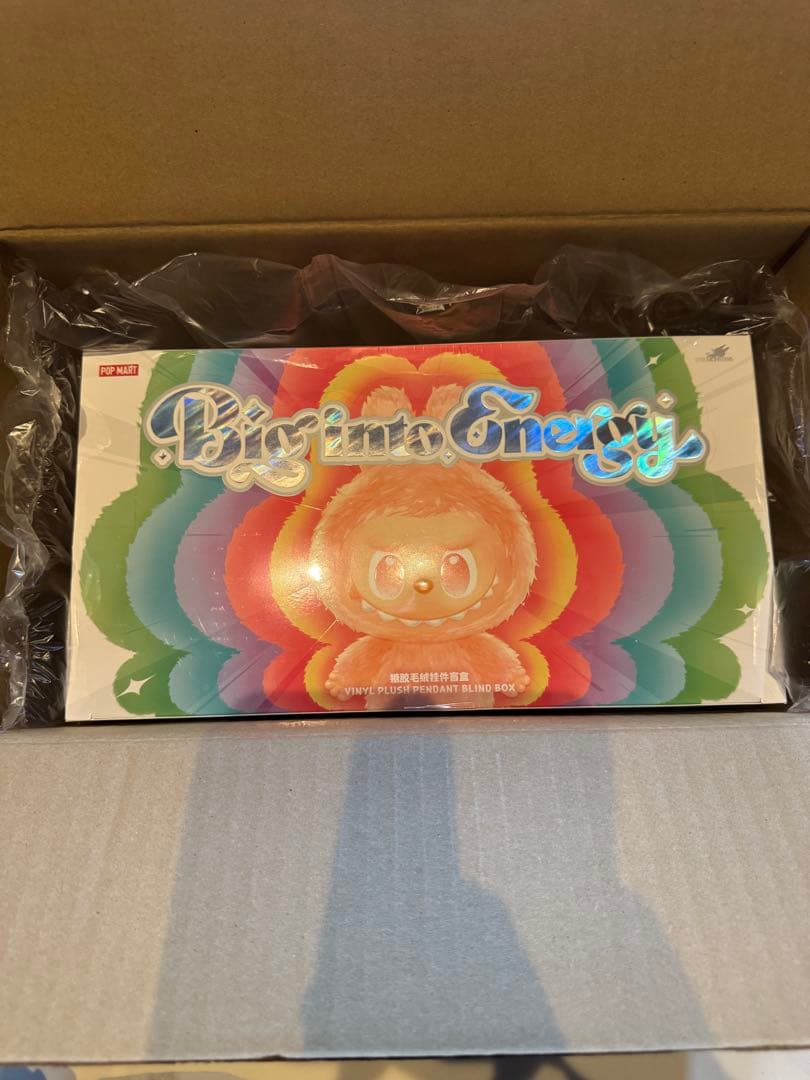 POP MART
Big into Energy
搪胶毛绒挂件盲盒
VINYL PLUSH PENDANT BLIND BOX